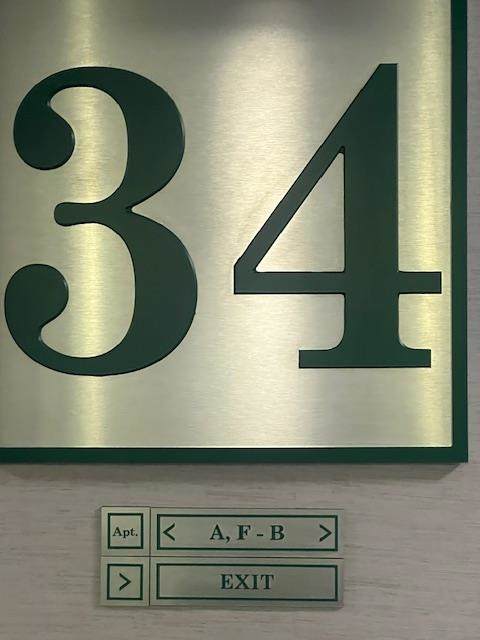 34
Apt. < A, F - B >
> EXIT